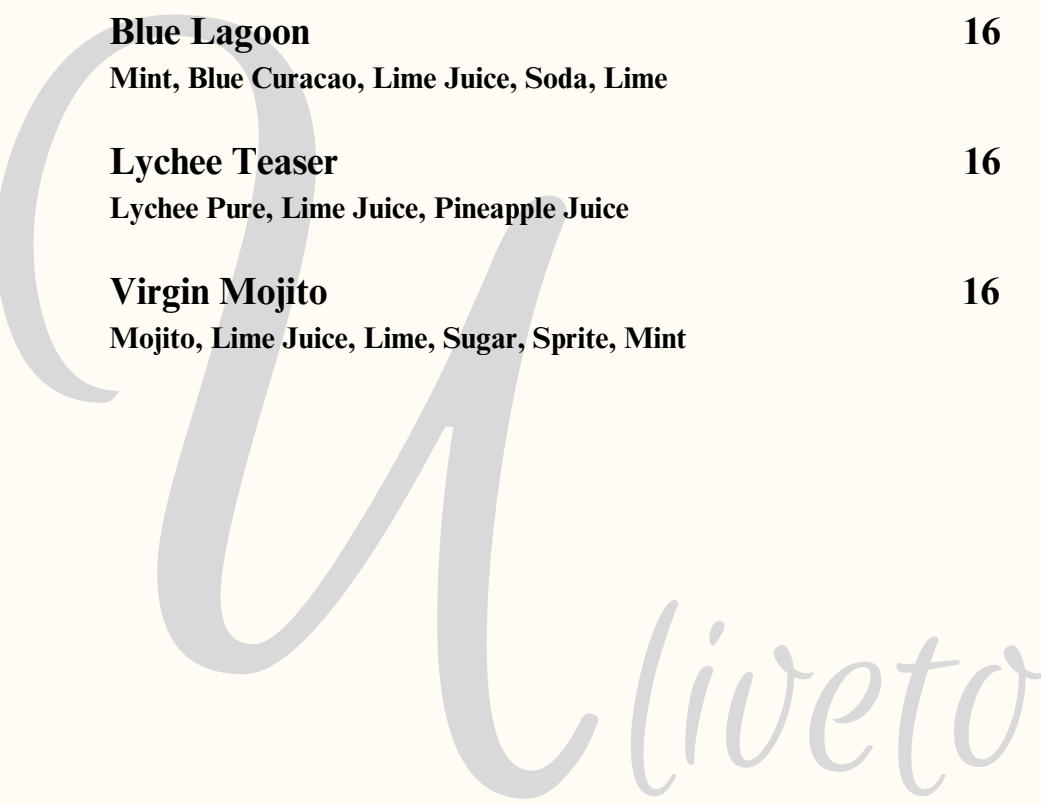 Blue Lagoon 16
Mint, Blue Curacao, Lime Juice, Soda, Lime
Lychee Teaser 16
Lychee Pure, Lime Juice, Pineapple Juice
Virgin Mojito 16
Mojito, Lime Juice, Lime, Sugar, Sprite, Mint
Uliveto